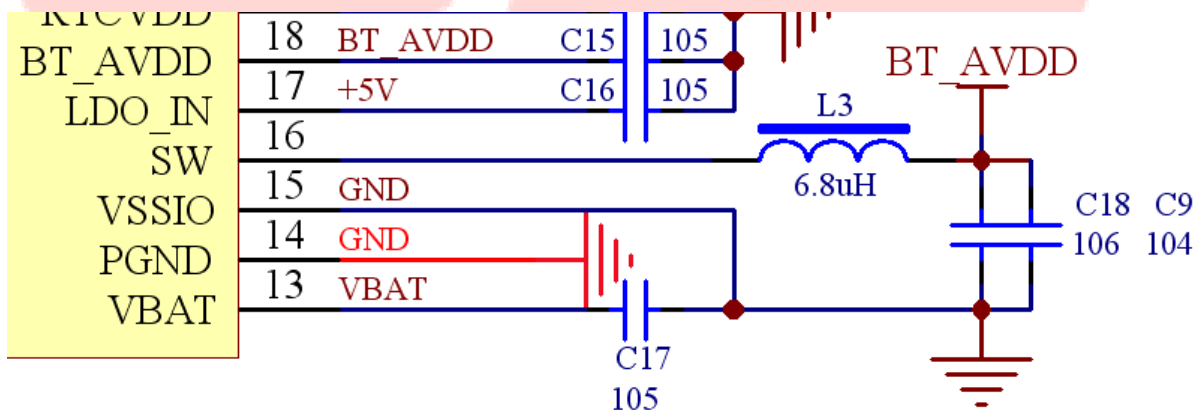 RTCVDD
18 BT_AVDD C15 105
BT_AVDD
17 +5V C16 105
LDO_IN
BT_AVDD
16
SW
L3
6.8uH
15 GND
VSSIO
C18 C9
106 104
14 GND
PGND
13 VBAT
VBAT
C17
105